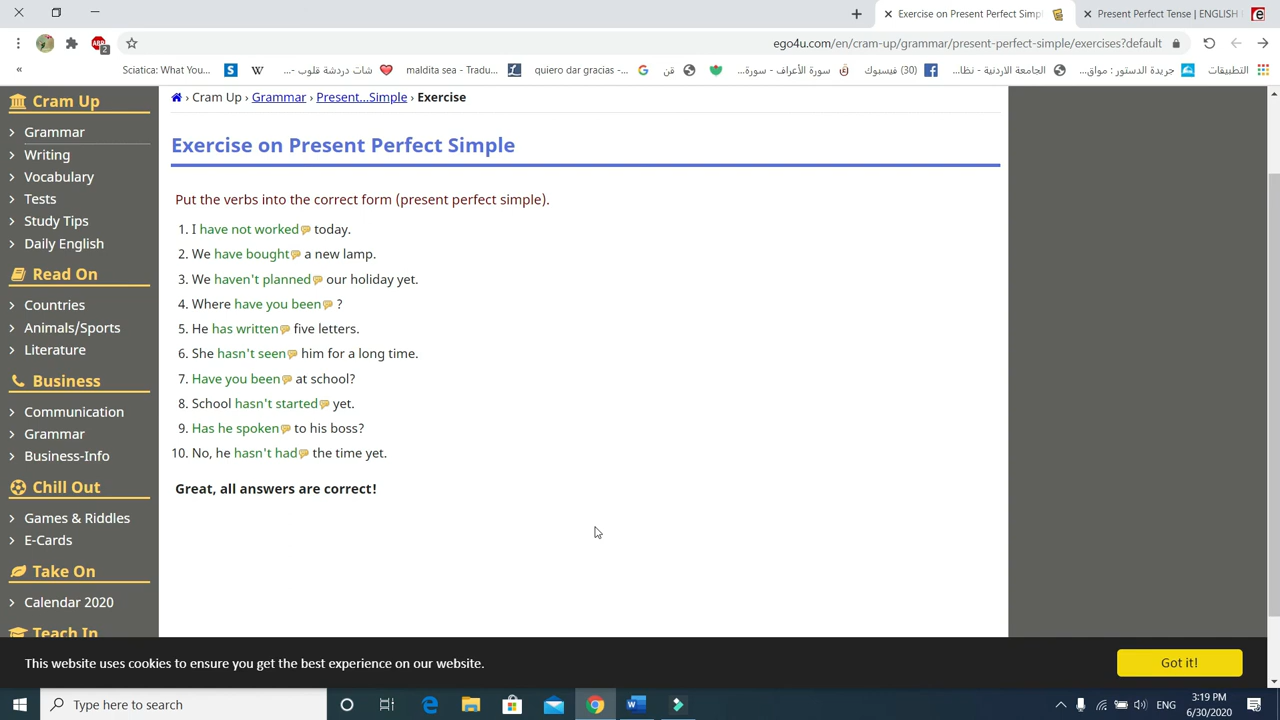 Exercise on Present Perfect Simp
Present Perfect Tense | ENGLISH
ABP
2
ego4u.com/en/cram-up/grammar/present-perfect-simple/exercises?default
«
Sciatica: What You...
S
W
شات دردشة قلوب -...
maldita sea - Tradu...
quiero dar gracias -...
G
قن
سورة الأعراف - سورة...
(30) فيسبوك
الجامعة الاردنية - نظا...
جريدة الدستور : مواق...
التطبيقات
Cram Up
Grammar
Writing
Vocabulary
Tests
Study Tips
Daily English
Read On
Countries
Animals/Sports
Literature
Business
Communication
Grammar
Business-Info
Chill Out
Games & Riddles
E-Cards
Take On
Calendar 2020
Teach In
› Cram Up › Grammar › Present...Simple › Exercise
Exercise on Present Perfect Simple
Put the verbs into the correct form (present perfect simple).
1. I have not worked today.
2. We have bought a new lamp.
3. We haven't planned our holiday yet.
4. Where have you been ?
5. He has written five letters.
6. She hasn't seen him for a long time.
7. Have you been at school?
8. School hasn't started yet.
9. Has he spoken to his boss?
10. No, he hasn't had the time yet.
Great, all answers are correct!
This website uses cookies to ensure you get the best experience on our website.
Got it!
Type here to search
ENG
3:19 PM
6/30/2020